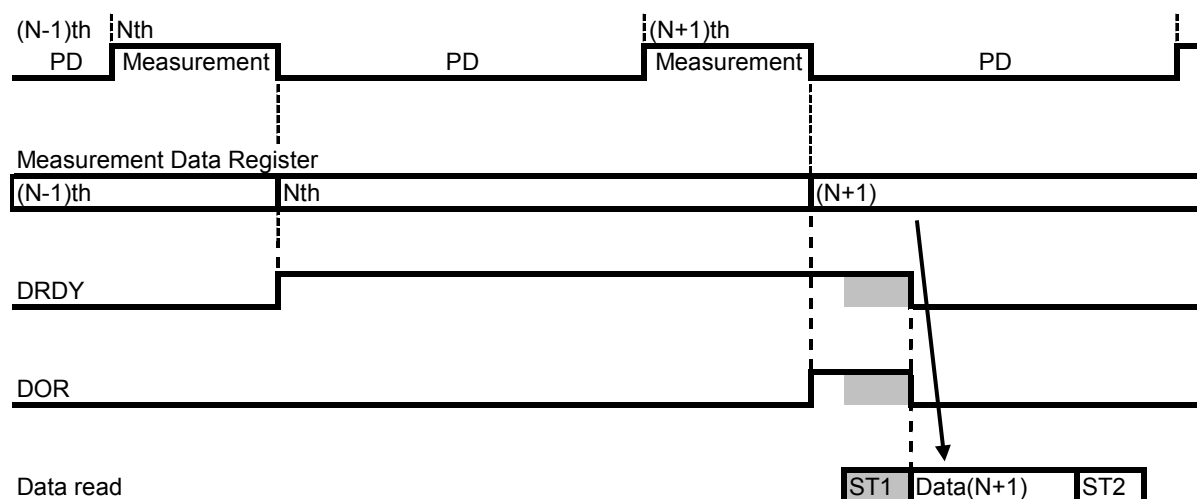 (N-1)th Nth (N+1)th
PD Measurement PD Measurement PD
Measurement Data Register
(N-1)th Nth (N+1)
DRDY
DOR
Data read ST1 Data(N+1) ST2